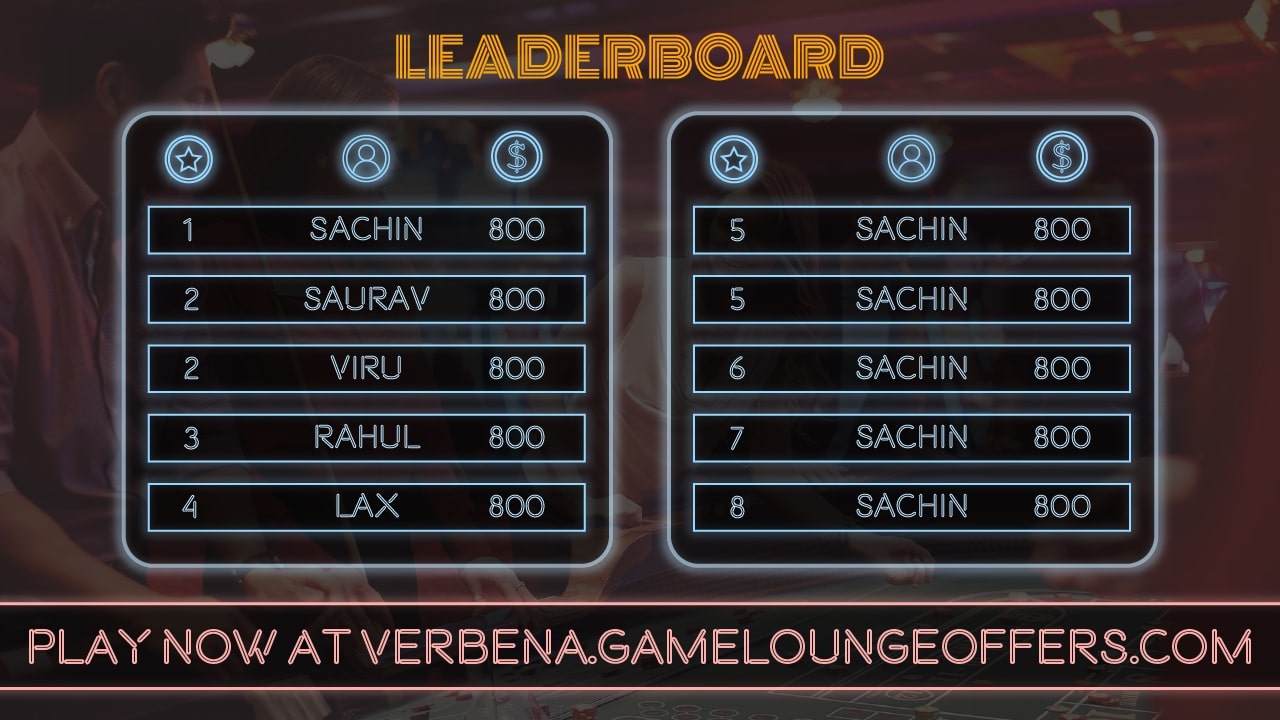 LEADERBOARD
1 SACHIN 800
2 SAURAV 800
2 VIRU 800
3 RAHUL 800
4 LAX 800
5 SACHIN 800
5 SACHIN 800
6 SACHIN 800
7 SACHIN 800
8 SACHIN 800
PLAY NOW AT VERBENA.GAMELOUNGEOFFERS.COM